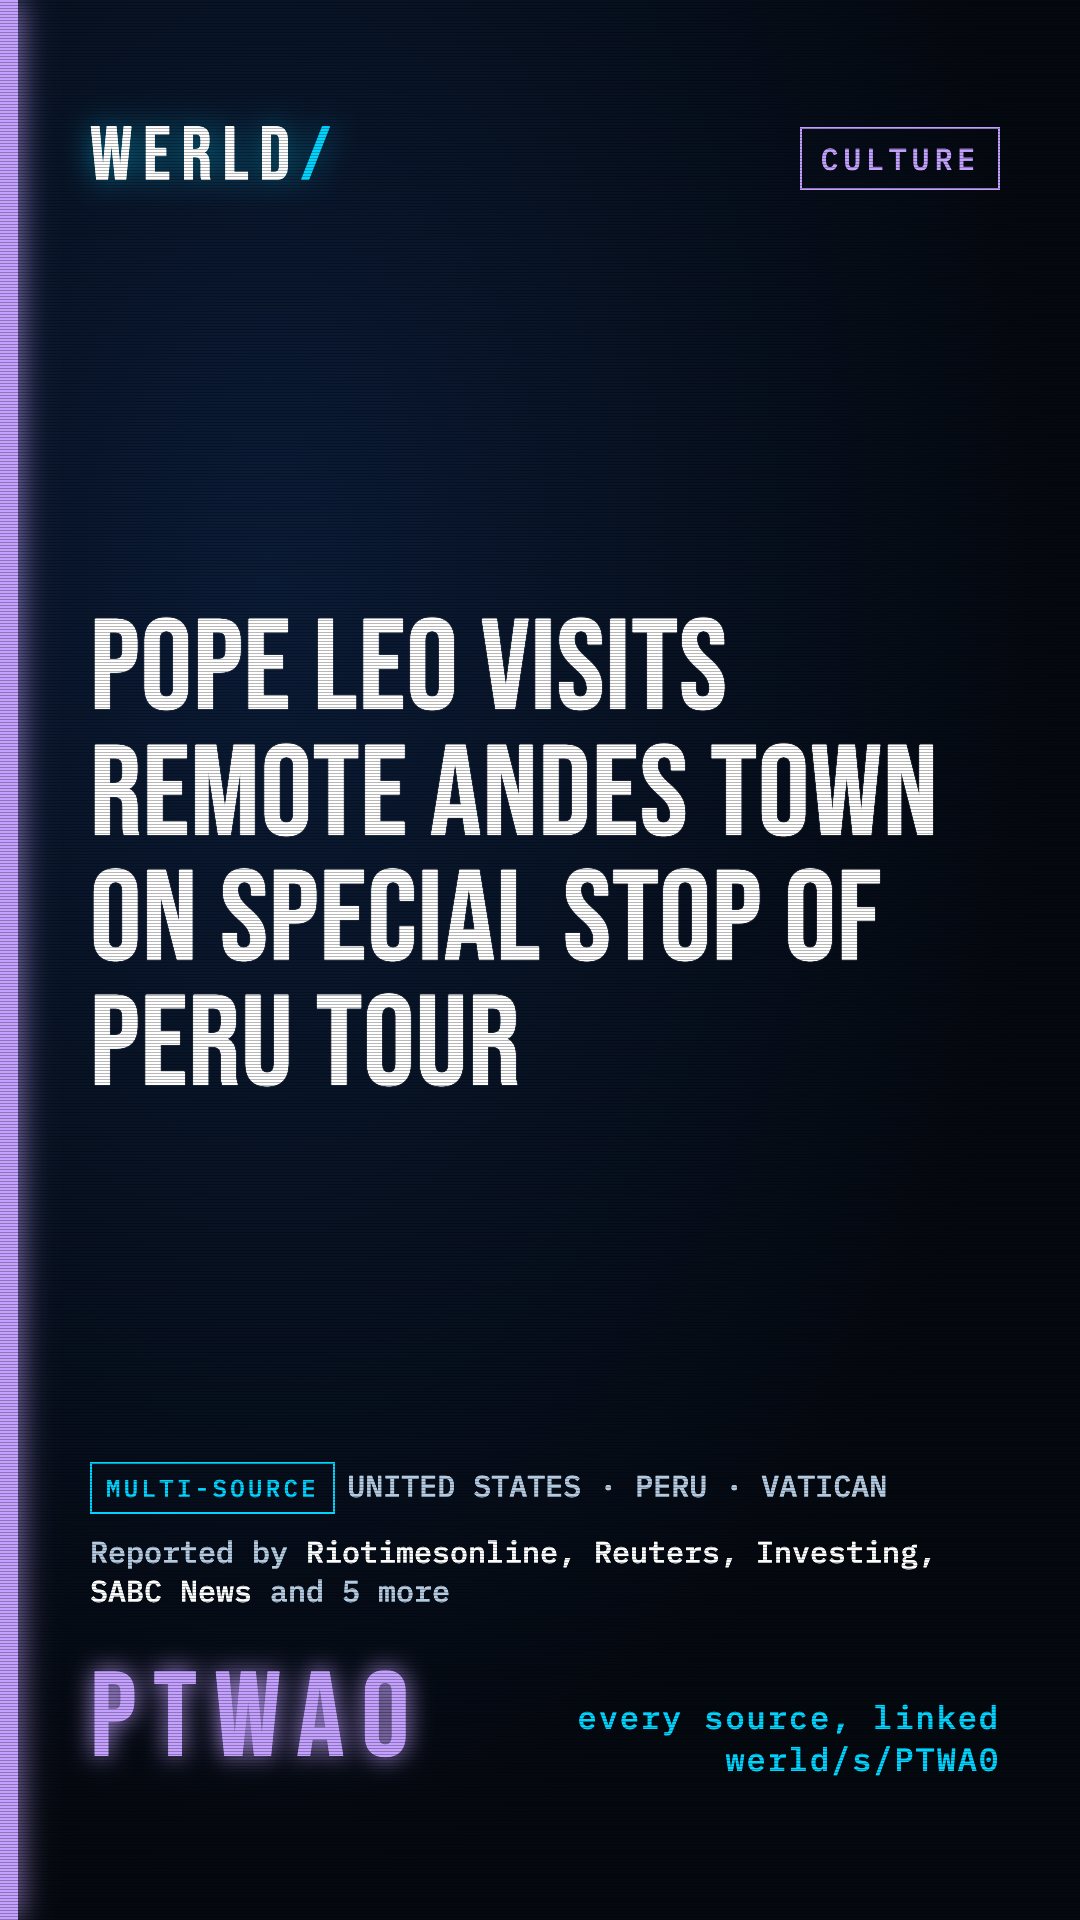 WERLD/
CULTURE
POPE LEO VISITS
REMOTE ANDES TOWN
ON SPECIAL STOP OF
PERU TOUR
MULTI-SOURCE UNITED STATES · PERU · VATICAN
Reported by Riotimesonline, Reuters, Investing,
SABC News and 5 more
PTWA0
every source, linked
werld/s/PTWA0